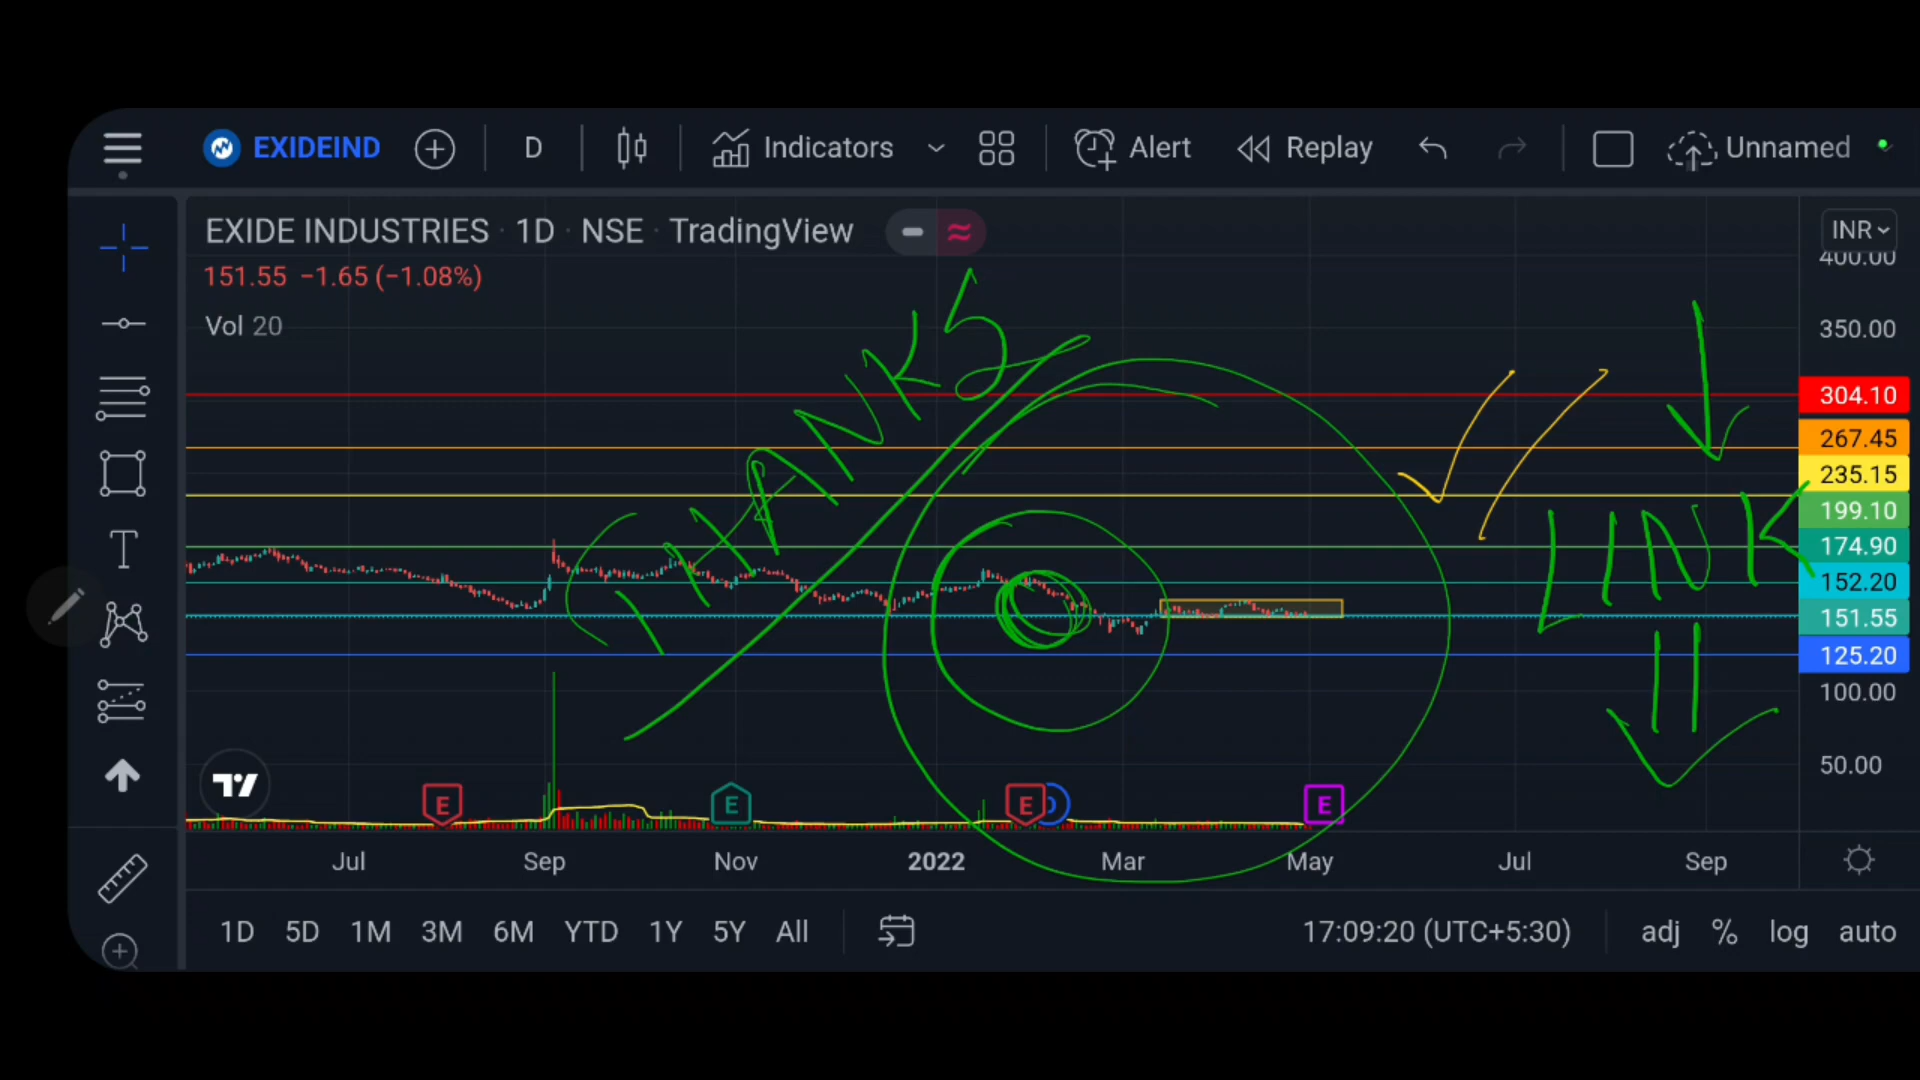 EXIDEIND D Indicators Alert Replay Unnamed
EXIDE INDUSTRIES · 1D · NSE · TradingView
INR
151.55 −1.65 (−1.08%)
Vol 20
400.00
350.00
304.10
267.45
235.15
199.10
174.90
152.20
151.55
125.20
100.00
50.00
THANKS
LINK
E E E D E
Jul Sep Nov 2022 Mar May Jul Sep
1D 5D 1M 3M 6M YTD 1Y 5Y All 17:09:20 (UTC+5:30) adj % log auto